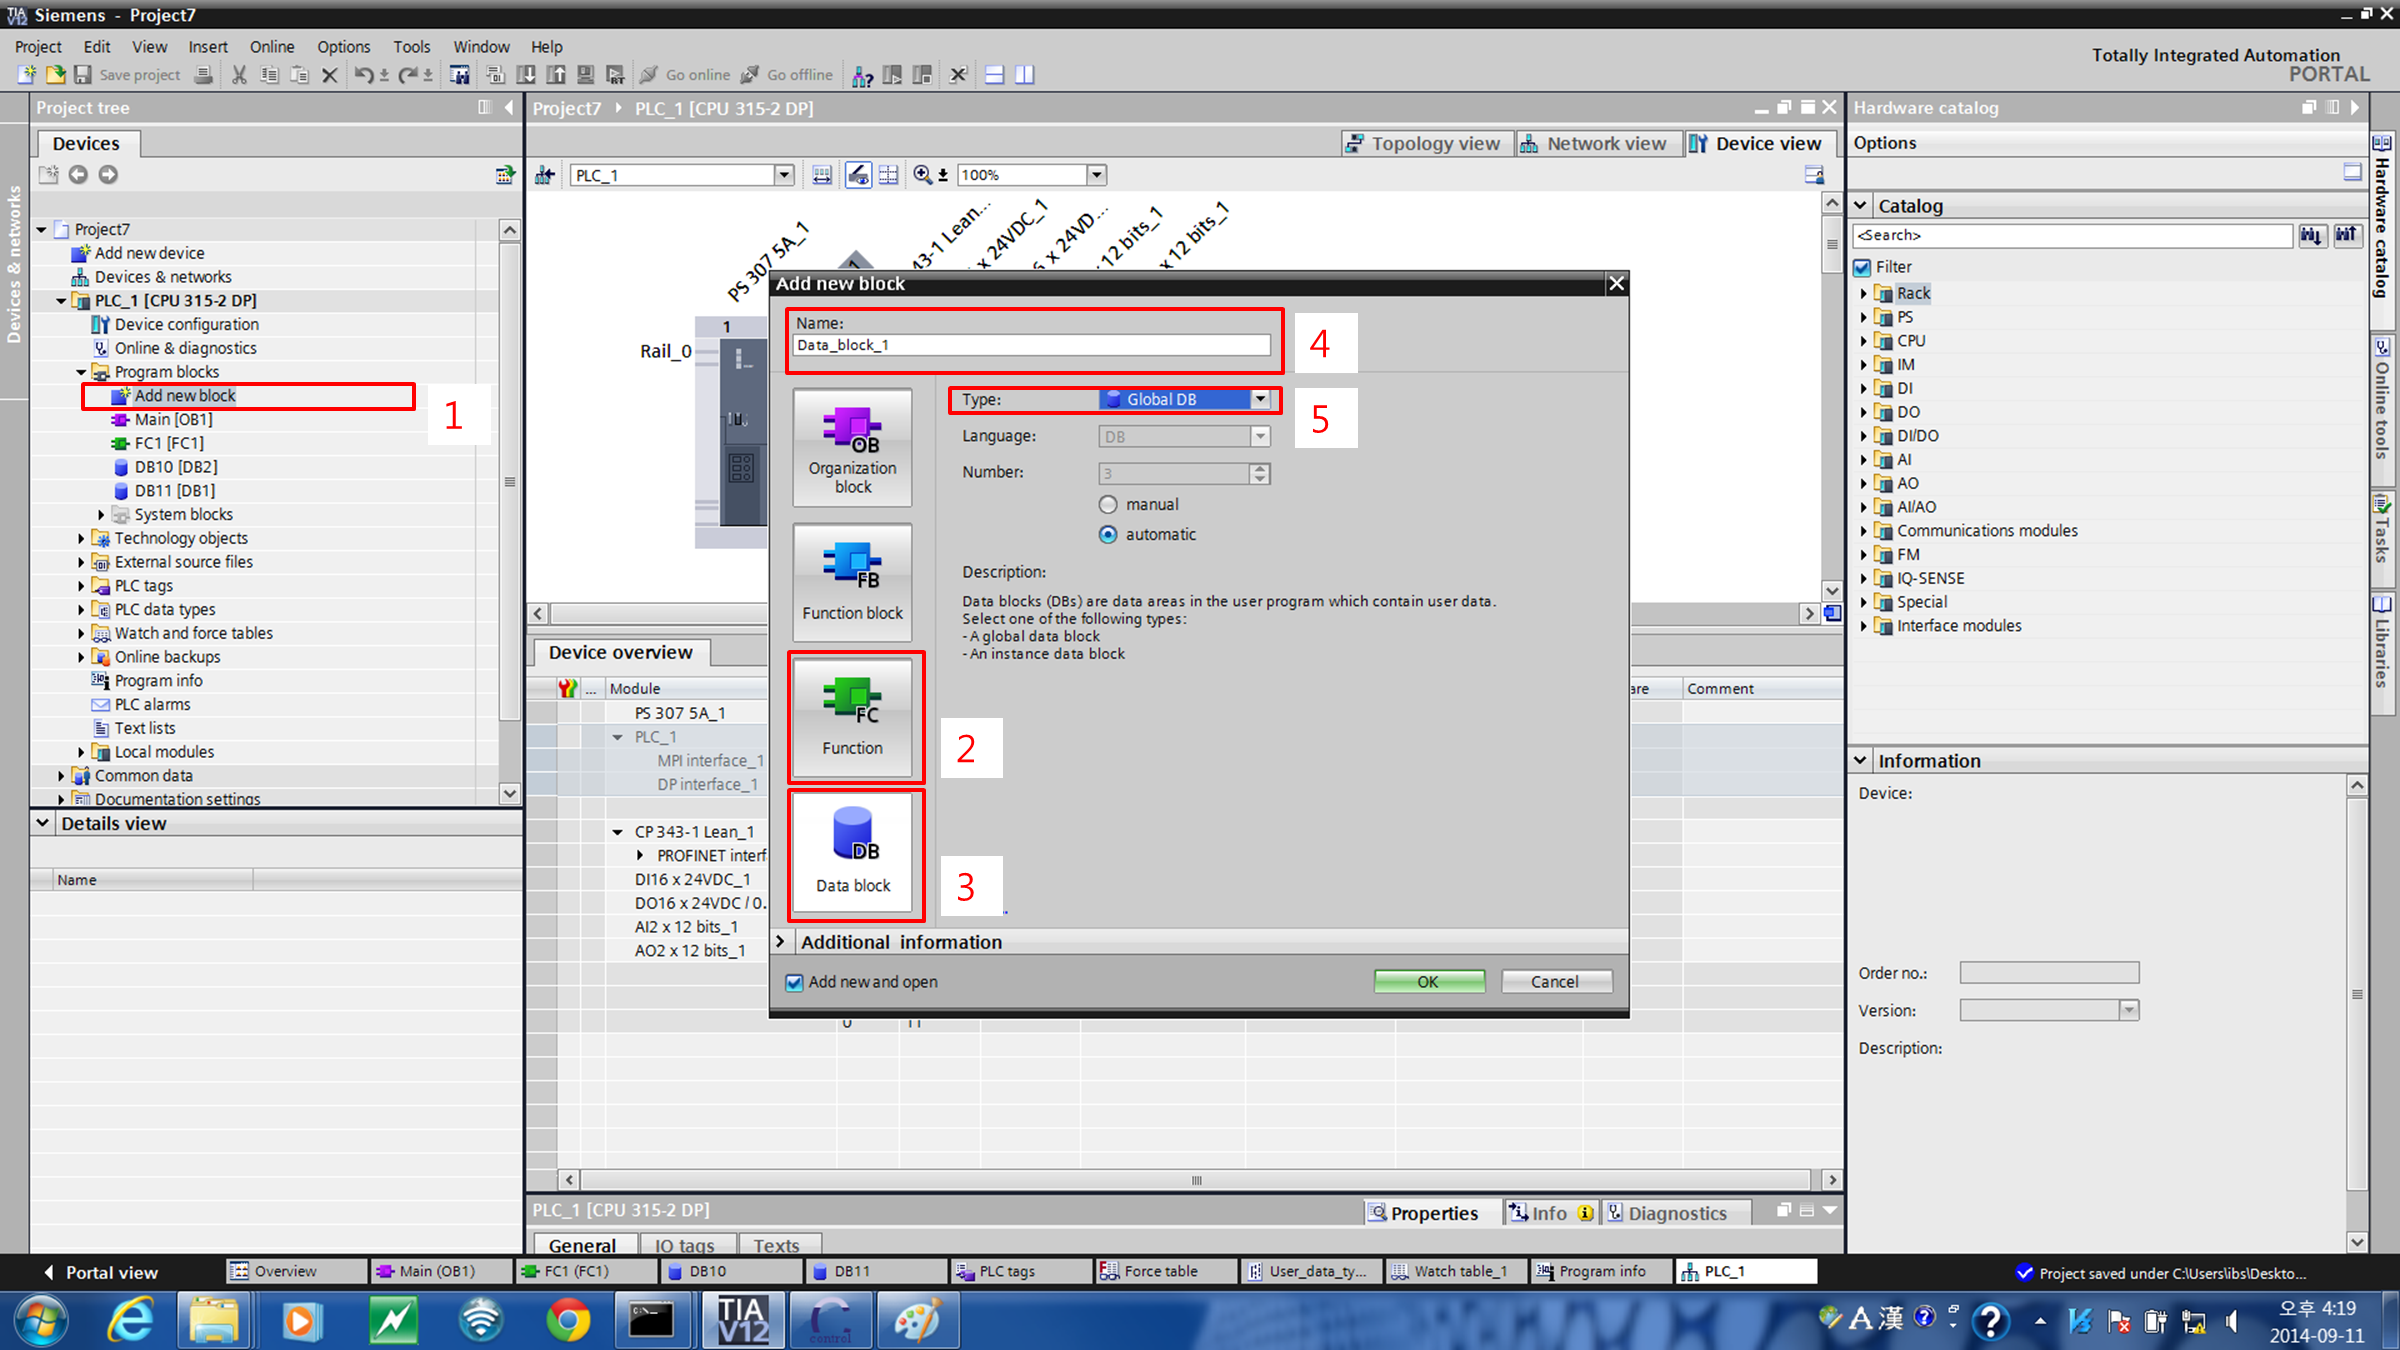 TIA V12 Siemens - Project7
Project Edit View Insert Online Options Tools Window Help
Totally Integrated Automation
PORTAL
Save project Go online Go offline
Project tree
Devices
Devices & networks
Project7
Add new device
Devices & networks
PLC_1 [CPU 315-2 DP]
Device configuration
Online & diagnostics
Program blocks
Add new block
1
Main [OB1]
FC1 [FC1]
DB10 [DB2]
DB11 [DB1]
System blocks
Technology objects
External source files
PLC tags
PLC data types
Watch and force tables
Online backups
Program info
PLC alarms
Text lists
Local modules
Common data
Documentation settings
Details view
Name
Project7 PLC_1 [CPU 315-2 DP]
Topology view Network view Device view
PLC_1 100%
PS 307 5A_1
1
43-1 Lean...
x 24VDC_1
x 24VD...
12 bits_1
x 12 bits_1
1
Rail_0
Add new block
Name:
Data_block_1
4
OB
Organization
block
FB
Function block
FC
Function
2
DB
Data block
3
Type: Global DB
5
Language: DB
Number: 3
manual
automatic
Description:
Data blocks (DBs) are data areas in the user program which contain user data.
Select one of the following types:
- A global data block
- An instance data block
Additional information
Add new and open
OK Cancel
Device overview
... Module Comment
PS 307 5A_1
PLC_1
MPI interface_1
DP interface_1
CP 343-1 Lean_1
PROFINET interf
DI16 x 24VDC_1
DO16 x 24VDC / 0.
AI2 x 12 bits_1
AO2 x 12 bits_1
0 11
PLC_1 [CPU 315-2 DP]
Properties Info Diagnostics
General IO tags Texts
Hardware catalog
Options
Catalog
<Search>
Filter
Rack
PS
CPU
IM
DI
DO
DI/DO
AI
AO
AI/AO
Communications modules
FM
IQ-SENSE
Special
Interface modules
Information
Device:
Order no.:
Version:
Description:
Hardware catalog
Online tools
Tasks
Libraries
Portal view Overview Main (OB1) FC1 (FC1) DB10 DB11 PLC tags Force table User_data_ty... Watch table_1 Program info PLC_1
Project saved under C:\Users\libs\Deskto...
TIA
V12
control
A 漢
오후 4:19
2014-09-11